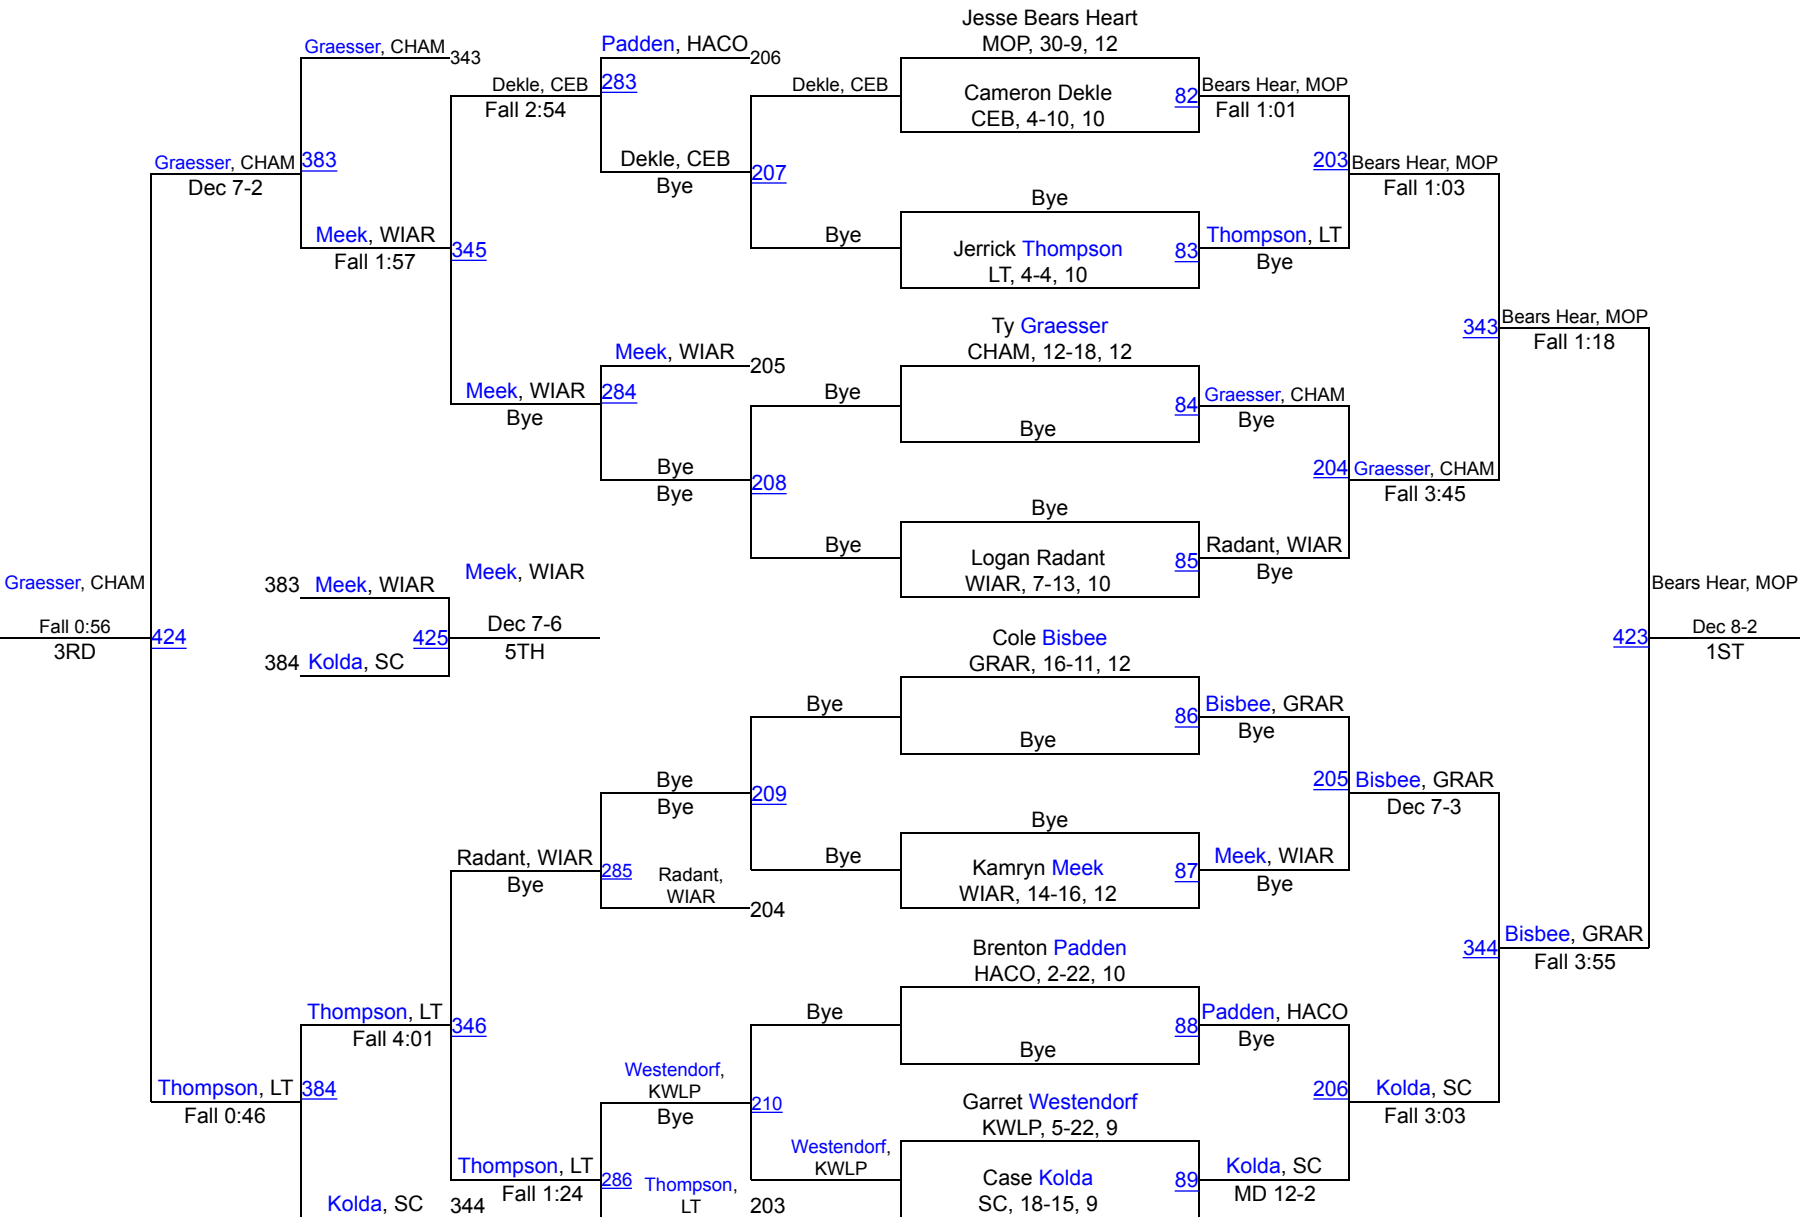 Jesse Bears Heart
MOP, 30-9, 12
Graesser, CHAM 343
Padden, HACO 206
Dekle, CEB 283
Fall 2:54
Dekle, CEB
Cameron Dekle
CEB, 4-10, 10
82
Bears Hear, MOP
Fall 1:01
Graesser, CHAM 383
Dec 7-2
Dekle, CEB
Bye
207
203
Bears Hear, MOP
Fall 1:03
Bye
Meek, WIAR
Fall 1:57
345
Bye
Jerrick Thompson
LT, 4-4, 10
83
Thompson, LT
Bye
Ty Graesser
CHAM, 12-18, 12
343
Bears Hear, MOP
Fall 1:18
Meek, WIAR
205
Meek, WIAR
Bye
284
Bye
84
Graesser, CHAM
Bye
Bye
Bye
Bye
208
204
Graesser, CHAM
Fall 3:45
Bye
Bye
Logan Radant
WIAR, 7-13, 10
85
Radant, WIAR
Bye
Graesser, CHAM
Fall 0:56
3RD
424
383 Meek, WIAR
384 Kolda, SC
425
Meek, WIAR
Dec 7-6
5TH
Bears Hear, MOP
423
Dec 8-2
1ST
Cole Bisbee
GRAR, 16-11, 12
Bye
Bye
86
Bisbee, GRAR
Bye
Bye
Bye
209
205
Bisbee, GRAR
Dec 7-3
Bye
Radant, WIAR
Bye
285
Radant,
WIAR
204
Bye
Kamryn Meek
WIAR, 14-16, 12
87
Meek, WIAR
Bye
Brenton Padden
HACO, 2-22, 10
344
Bisbee, GRAR
Fall 3:55
Thompson, LT
Fall 4:01
346
Bye
Bye
88
Padden, HACO
Bye
Thompson, LT
Fall 0:46
384
Westendorf,
KWLP
Bye
210
Garret Westendorf
KWLP, 5-22, 9
206
Kolda, SC
Fall 3:03
Westendorf,
KWLP
Thompson, LT
Fall 1:24
286
Thompson,
LT
203
Case Kolda
SC, 18-15, 9
89
Kolda, SC
MD 12-2
Kolda, SC 344